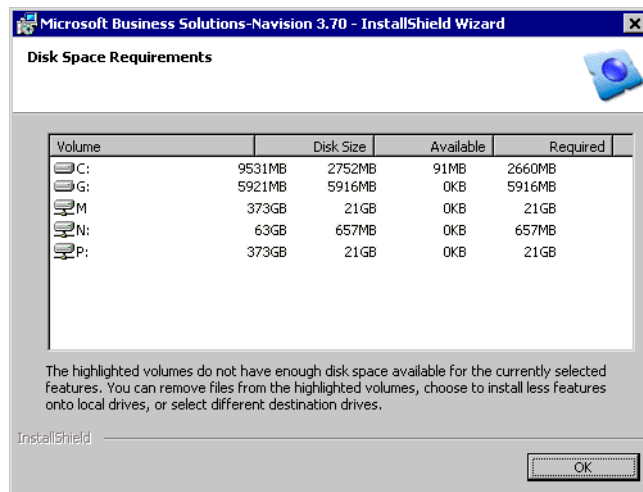 Microsoft Business Solutions-Navision 3.70 - InstallShield Wizard
Disk Space Requirements
Volume Disk Size Available Required
C: 9531MB 2752MB 91MB 2660MB
G: 5921MB 5916MB 0KB 5916MB
M 373GB 21GB 0KB 21GB
N: 63GB 657MB 0KB 657MB
P: 373GB 21GB 0KB 21GB
The highlighted volumes do not have enough disk space available for the currently selected
features. You can remove files from the highlighted volumes, choose to install less features
onto local drives, or select different destination drives.
InstallShield
OK